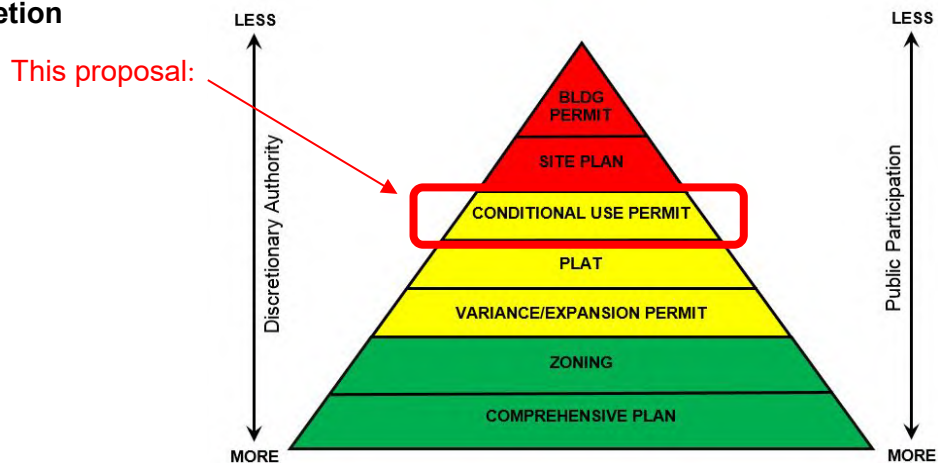 etion
LESS
LESS
This proposal:
BLDG
PERMIT
SITE PLAN
CONDITIONAL USE PERMIT
PLAT
VARIANCE/EXPANSION PERMIT
ZONING
COMPREHENSIVE PLAN
Discretionary Authority
Public Participation
MORE
MORE